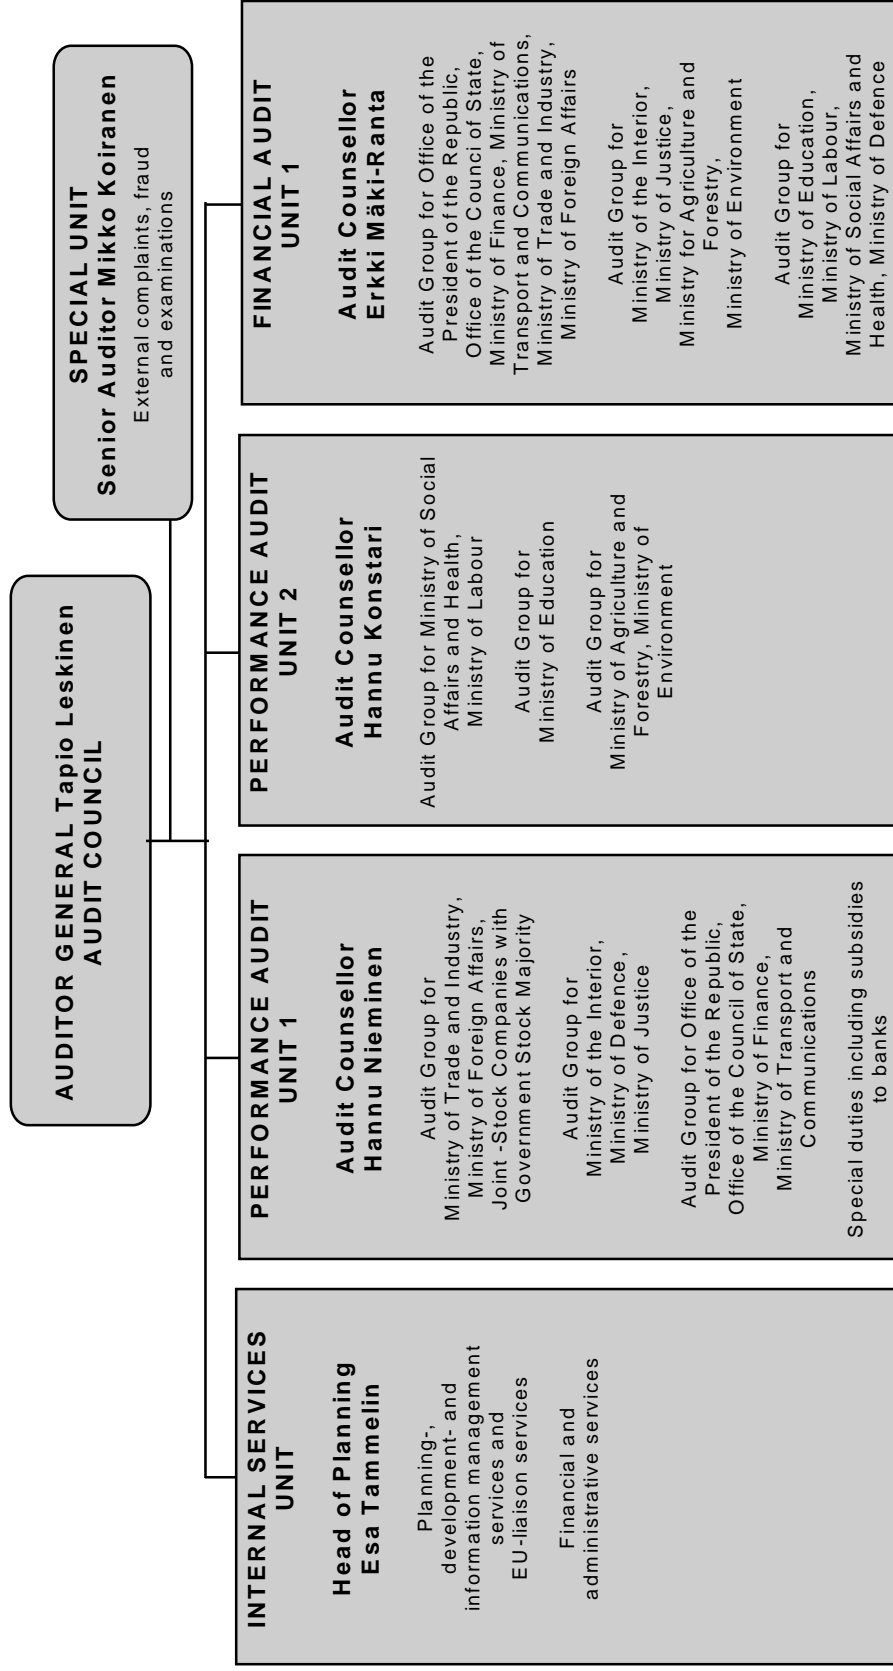 AUDITOR GENERAL Tapio Leskinen
AUDIT COUNCIL
SPECIAL UNIT
Senior Auditor Mikko Koiranen
External complaints, fraud
and examinations
INTERNAL SERVICES
UNIT
Head of Planning
Esa Tammelin
Planning-,
development- and
information management
services and
EU-liaison services
Financial and
administrative services
PERFORMANCE AUDIT
UNIT 1
Audit Counsellor
Hannu Nieminen
Audit Group for
Ministry of Trade and Industry,
Ministry of Foreign Affairs,
Joint -Stock Companies with
Government Stock Majority
Audit Group for
Ministry of the Interior,
Ministry of Defence,
Ministry of Justice
Audit Group for Office of the
President of the Republic,
Office of the Council of State,
Ministry of Finance,
Ministry of Transport and
Communications
Special duties including subsidies
to banks
PERFORMANCE AUDIT
UNIT 2
Audit Counsellor
Hannu Konstari
Audit Group for Ministry of Social
Affairs and Health,
Ministry of Labour
Audit Group for
Ministry of Education
Audit Group for
Ministry of Agriculture and
Forestry, Ministry of
Environment
FINANCIAL AUDIT
UNIT 1
Audit Counsellor
Erkki Mäki-Ranta
Audit Group for Office of the
President of the Republic,
Office of the Counci of State,
Ministry of Finance, Ministry of
Transport and Communications,
Ministry of Trade and Industry,
Ministry of Foreign Affairs
Audit Group for
Ministry of the Interior,
Ministry of Justice,
Ministry for Agriculture and
Forestry,
Ministry of Environment
Audit Group for
Ministry of Education,
Ministry of Labour,
Ministry of Social Affairs and
Health, Ministry of Defence